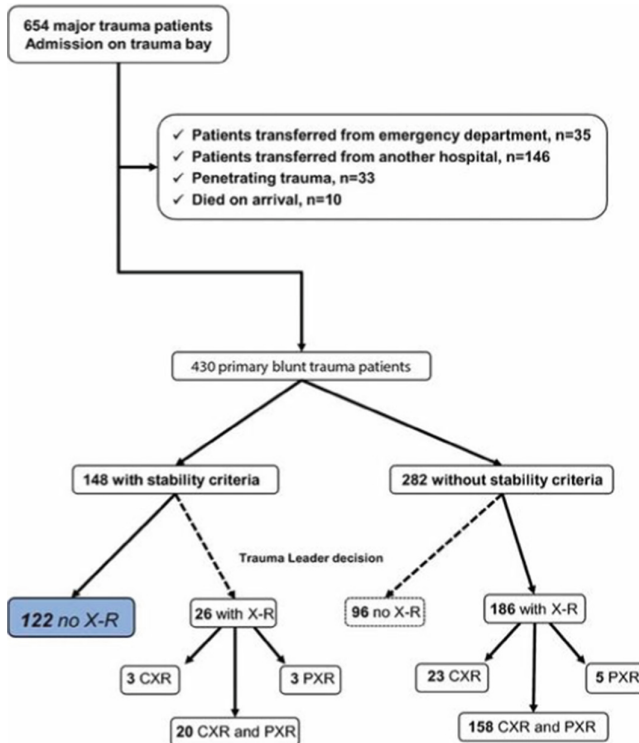 654 major trauma patients
Admission on trauma bay
✓ Patients transferred from emergency department, n=35
✓ Patients transferred from another hospital, n=146
✓ Penetrating trauma, n=33
✓ Died on arrival, n=10
430 primary blunt trauma patients
148 with stability criteria
282 without stability criteria
Trauma Leader decision
122 no X-R
26 with X-R
96 no X-R
186 with X-R
3 CXR
3 PXR
23 CXR
5 PXR
20 CXR and PXR
158 CXR and PXR